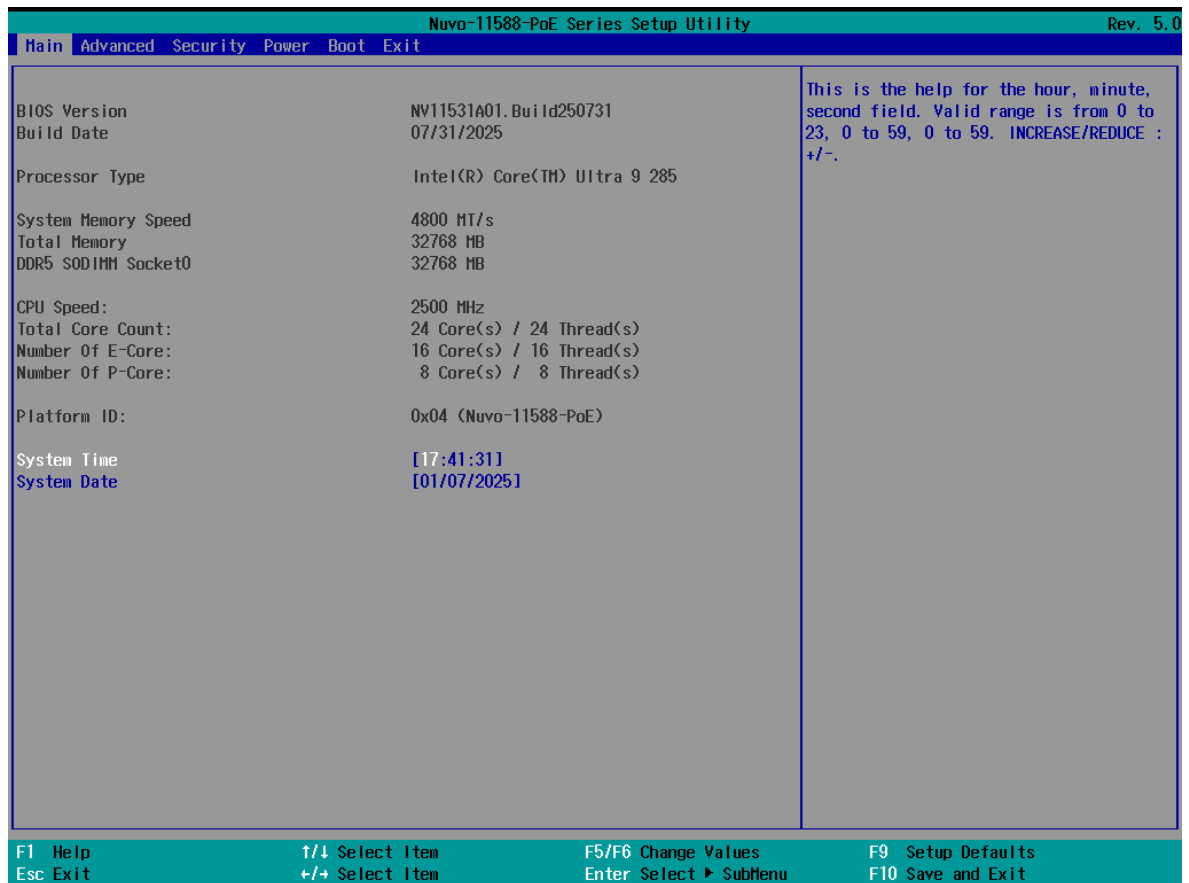 Nuvo-11588-PoE Series Setup Utility Rev. 5.0
Main Advanced Security Power Boot Exit
This is the help for the hour, minute,
second field. Valid range is from 0 to
23, 0 to 59, 0 to 59. INCREASE/REDUCE :
+/-.
BIOS Version NV11531A01.Build250731
Build Date 07/31/2025
Processor Type Intel(R) Core(TM) Ultra 9 285
System Memory Speed 4800 MT/s
Total Memory 32768 MB
DDR5 SODIMM Socket0 32768 MB
CPU Speed: 2500 MHz
Total Core Count: 24 Core(s) / 24 Thread(s)
Number Of E-Core: 16 Core(s) / 16 Thread(s)
Number Of P-Core: 8 Core(s) / 8 Thread(s)
Platform ID: 0x04 (Nuvo-11588-PoE)
System Time [17:41:31]
System Date [01/07/2025]
F1 Help ↑/↓ Select Item F5/F6 Change Values F9 Setup Defaults
Esc Exit ←/→ Select Item Enter Select ▶ SubMenu F10 Save and Exit